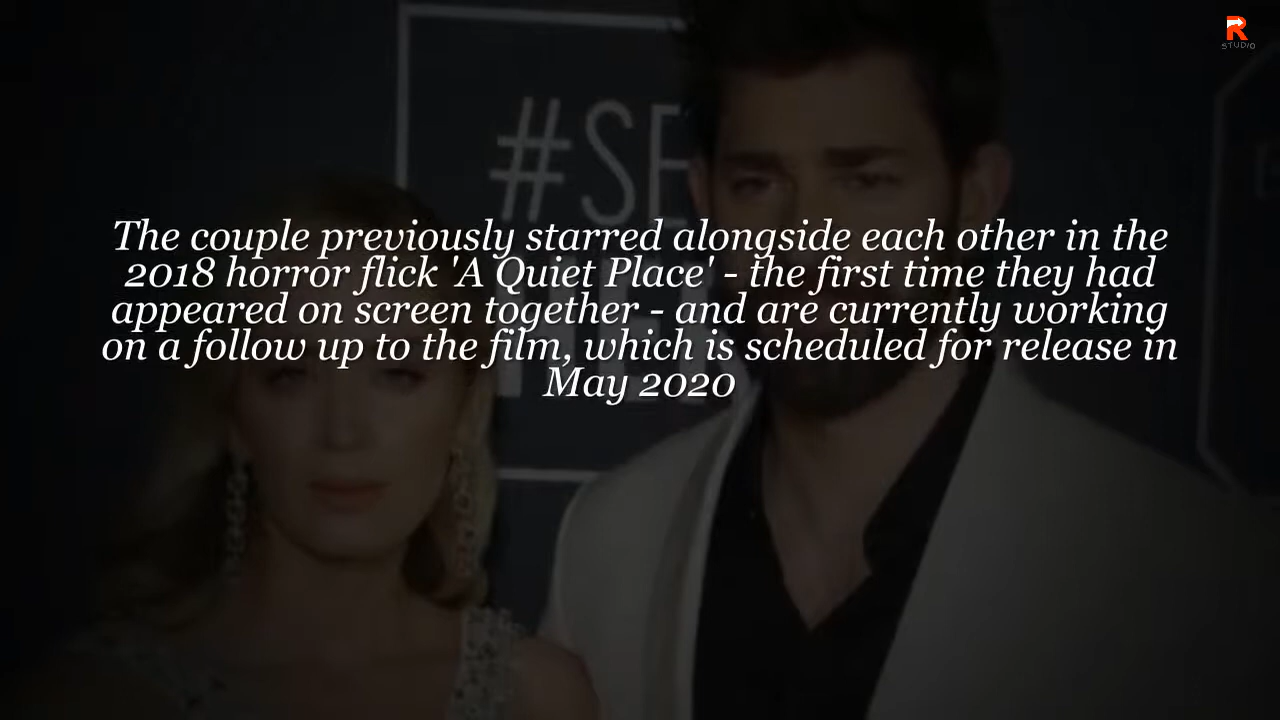 R
STUDIO
#SE
The couple previously starred alongside each other in the
2018 horror flick 'A Quiet Place' - the first time they had
appeared on screen together - and are currently working
on a follow up to the film, which is scheduled for release in
May 2020